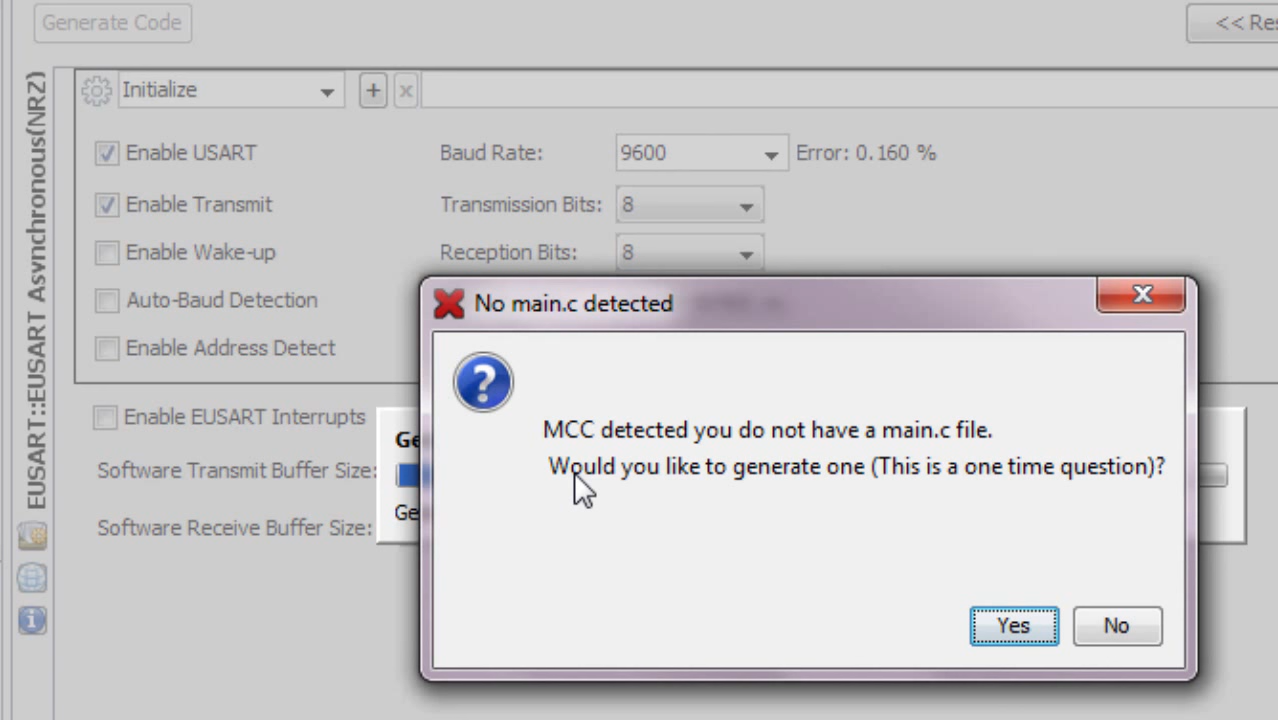 Generate Code
<< Res
EUSART::EUSART Asynchronous(NRZ)
Initialize
+ x
Enable USART
Baud Rate: 9600 Error: 0.160 %
Enable Transmit
Transmission Bits: 8
Enable Wake-up
Reception Bits: 8
Auto-Baud Detection
Enable Address Detect
Enable EUSART Interrupts
Software Transmit Buffer Size:
Software Receive Buffer Size:
Ge
Ge
No main.c detected
MCC detected you do not have a main.c file.
Would you like to generate one (This is a one time question)?
Yes
No